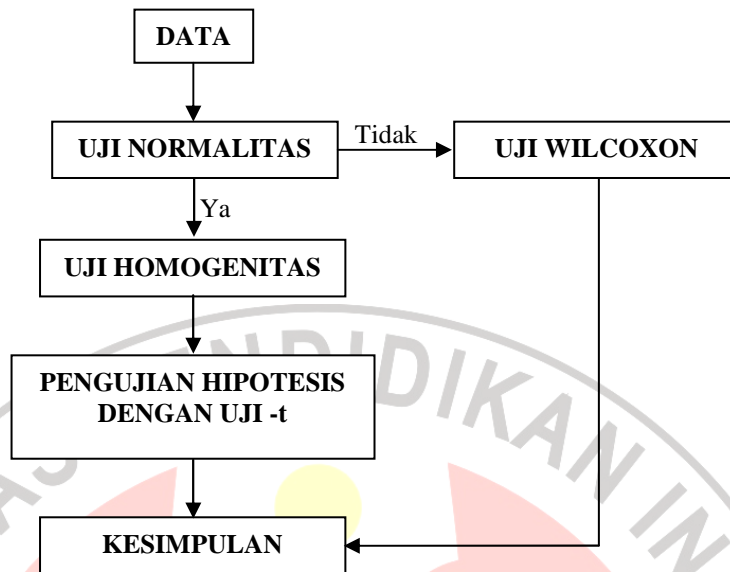 DATA
UJI NORMALITAS
Tidak
UJI WILCOXON
Ya
UJI HOMOGENITAS
PENGUJIAN HIPOTESIS
DENGAN UJI -t
KESIMPULAN